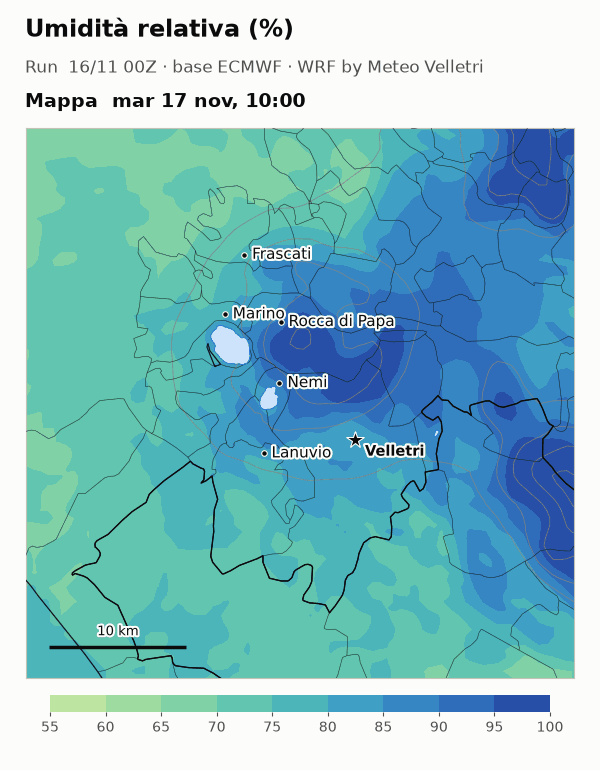 Umidità relativa (%)
Run 16/11 00Z · base ECMWF · WRF by Meteo Velletri
Mappa mar 17 nov, 10:00
Frascati
Marino
Rocca di Papa
Nemi
Velletri
Lanuvio
10 km
55 60 65 70 75 80 85 90 95 100